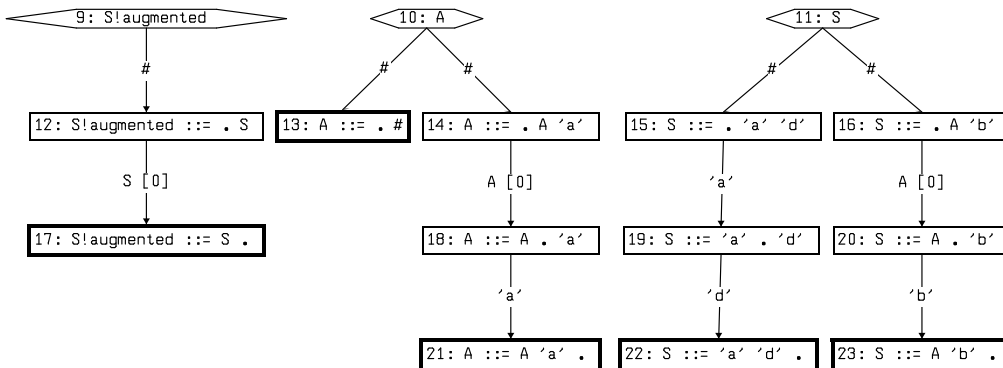 9: S!augmented 10: A 11: S
# # # # #
12: S!augmented ::= . S 13: A ::= . # 14: A ::= . A 'a' 15: S ::= . 'a' 'd' 16: S ::= . A 'b'
S [0] A [0] 'a' A [0]
17: S!augmented ::= S . 18: A ::= A . 'a' 19: S ::= 'a' . 'd' 20: S ::= A . 'b'
'a' 'd' 'b'
21: A ::= A 'a' . 22: S ::= 'a' 'd' . 23: S ::= A 'b' .